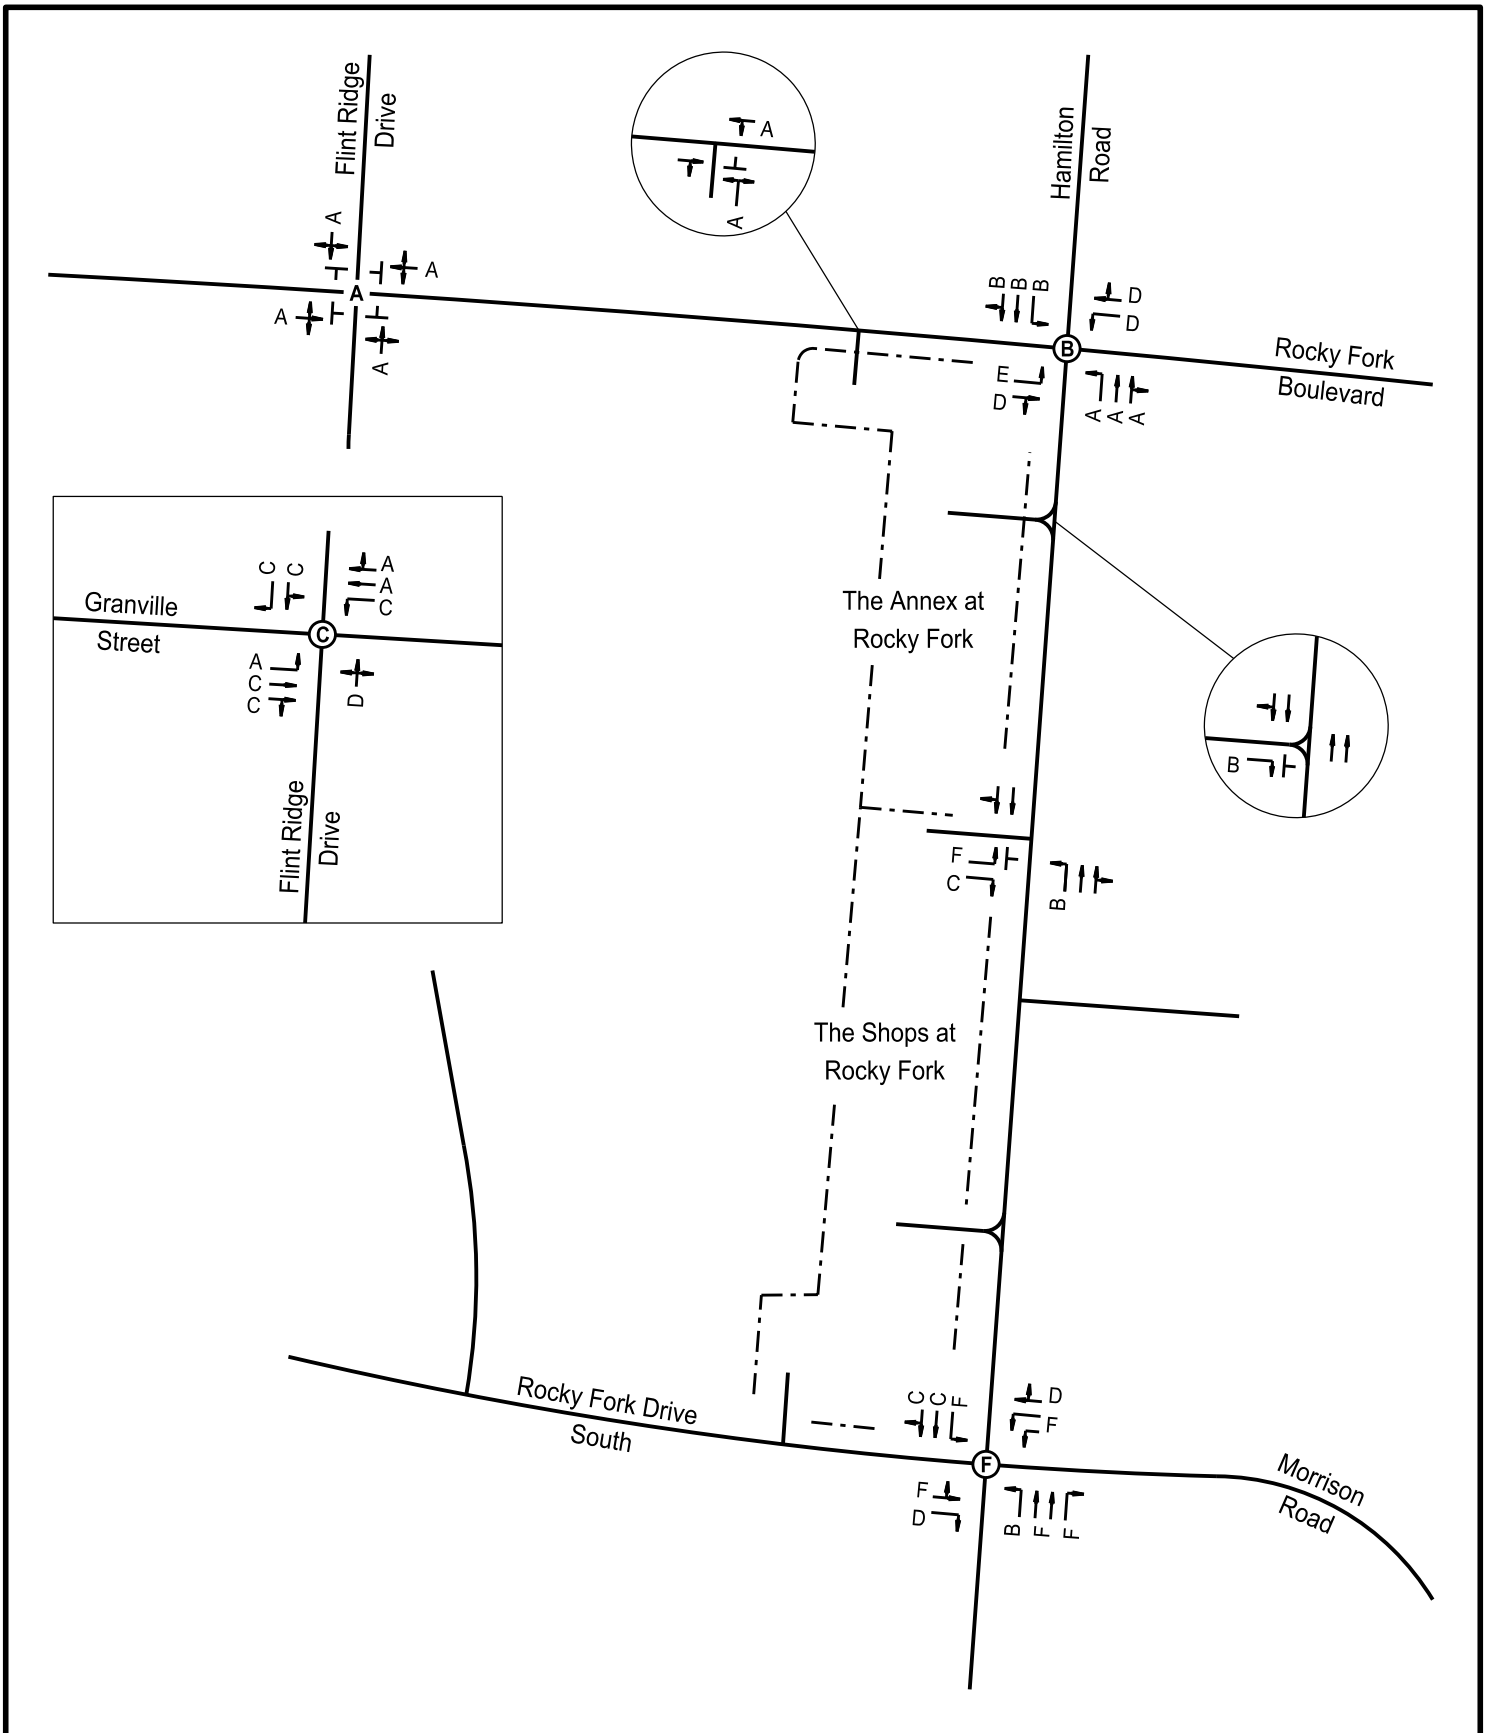 Flint Ridge
Drive
A
A
A
A
A
A
A
Hamilton
Road
B
B
B
D
D
B
E
D
A
A
A
Rocky Fork
Boulevard
C
C
A
A
C
Granville
Street
C
A
C
C
D
Flint Ridge
Drive
The Annex at
Rocky Fork
B
F
C
B
The Shops at
Rocky Fork
Rocky Fork Drive
South
C
C
F
D
F
F
F
D
B
F
F
Morrison
Road